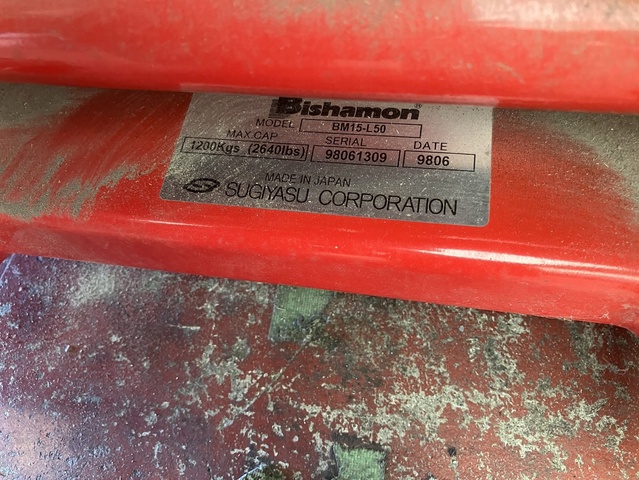 Bishamon®
MODEL BM15-L50
MAX.CAP SERIAL DATE
1200Kgs (2640lbs) 98061309 9806
MADE IN JAPAN
SUGIYASU CORPORATION